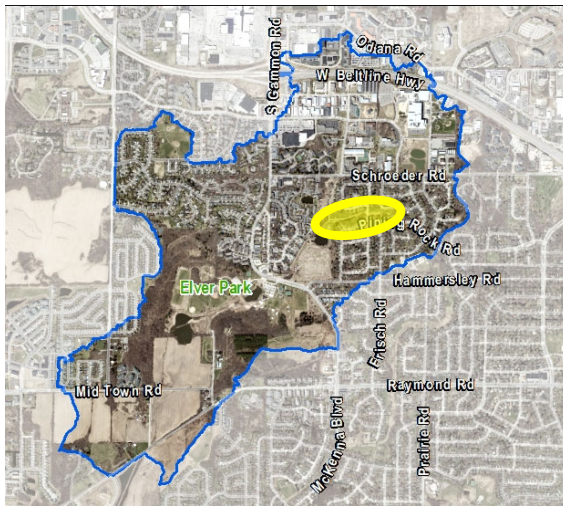 S Gammon Rd
Odana Rd
W Beltline Hwy
Schroeder Rd
Rock Rd
Hammersley Rd
Elver Park
Frisch Rd
Mid Town Rd
Raymond Rd
McKenna Blvd
Prairie Rd